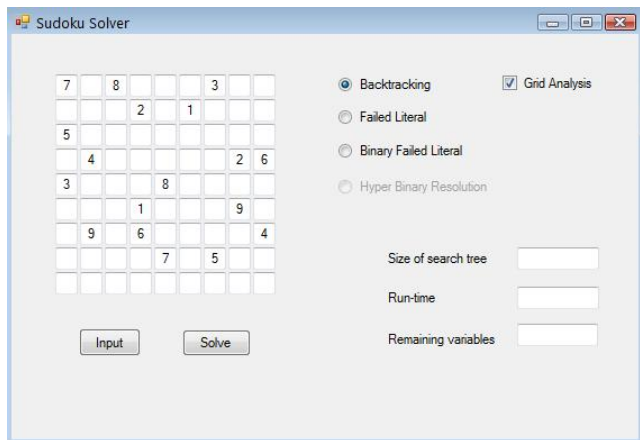 Sudoku Solver
7 8 3
2 1
5
4 2 6
3 8
1 9
9 6 4
7 5
Backtracking
Grid Analysis
Failed Literal
Binary Failed Literal
Hyper Binary Resolution
Size of search tree
Run-time
Remaining variables
Input
Solve